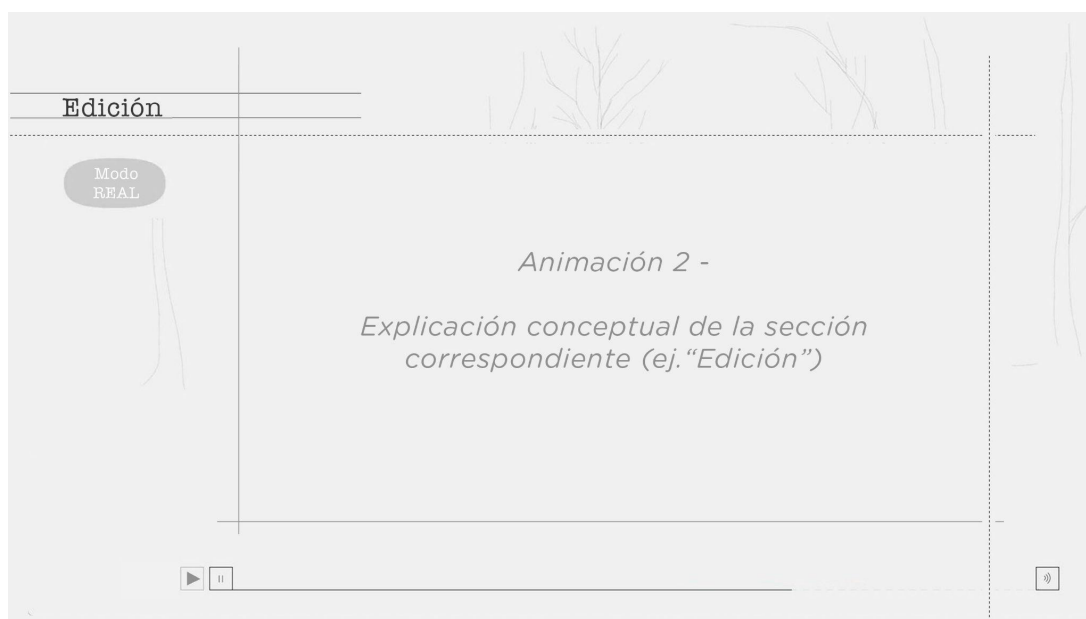 Edición
Modo
REAL
Animación 2 -
Explicación conceptual de la sección
correspondiente (ej.“Edición”)